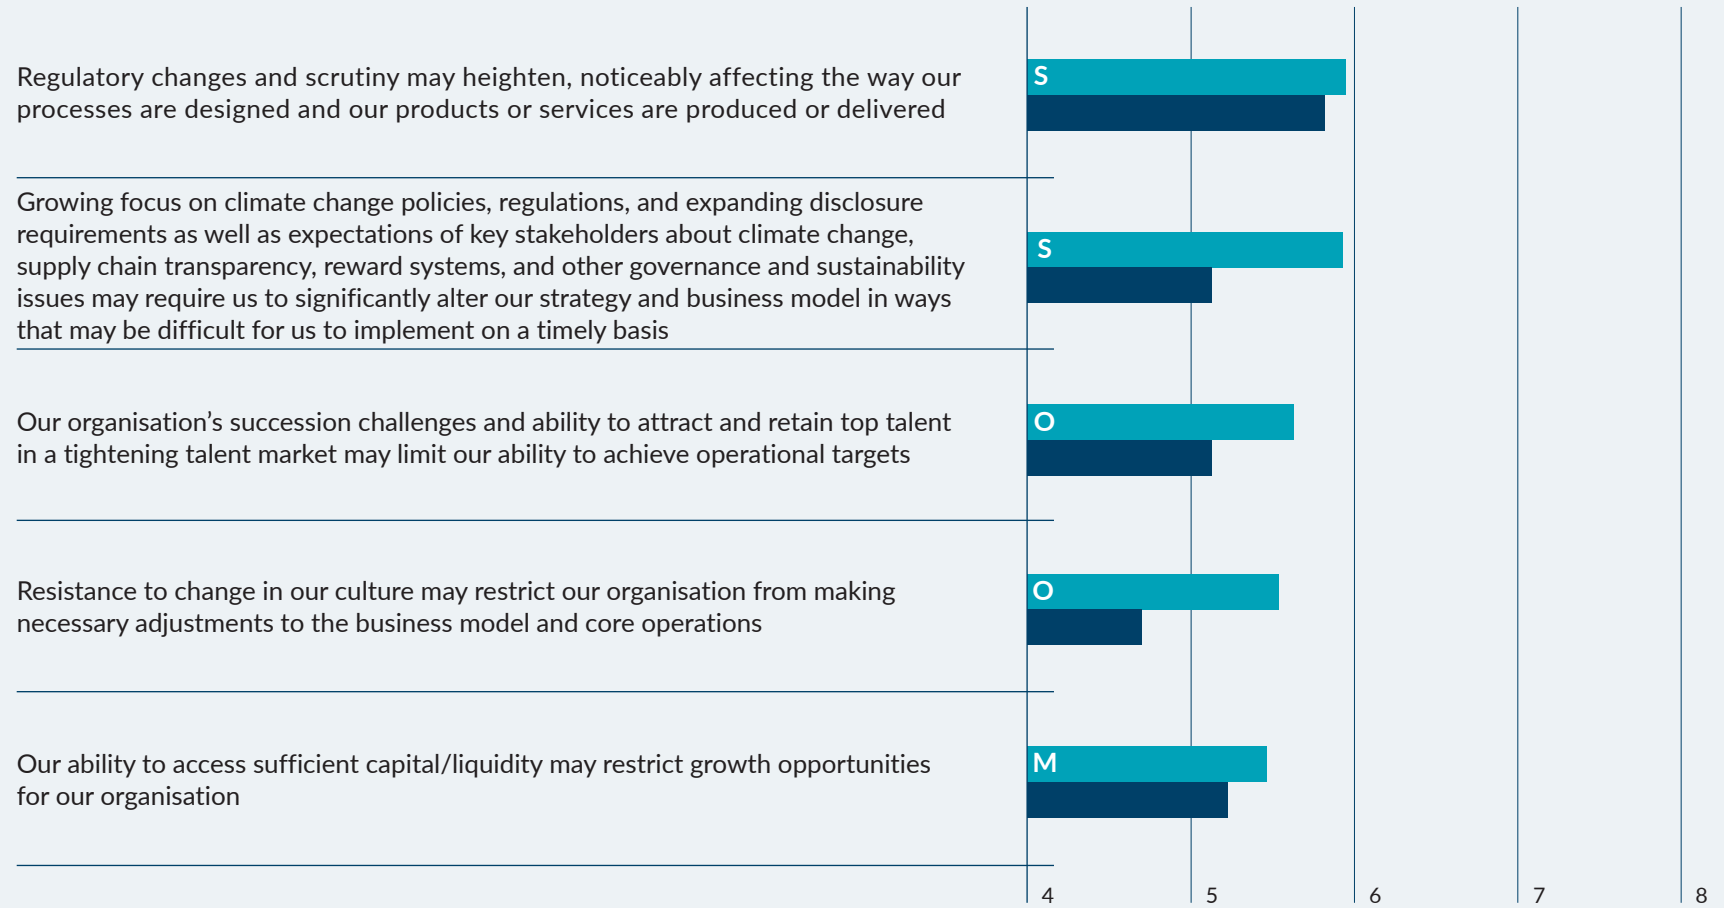 Regulatory changes and scrutiny may heighten, noticeably affecting the way our
processes are designed and our products or services are produced or delivered
S
Growing focus on climate change policies, regulations, and expanding disclosure
requirements as well as expectations of key stakeholders about climate change,
supply chain transparency, reward systems, and other governance and sustainability
issues may require us to significantly alter our strategy and business model in ways
that may be difficult for us to implement on a timely basis
S
Our organisation’s succession challenges and ability to attract and retain top talent
in a tightening talent market may limit our ability to achieve operational targets
O
Resistance to change in our culture may restrict our organisation from making
necessary adjustments to the business model and core operations
O
Our ability to access sufficient capital/liquidity may restrict growth opportunities
for our organisation
M
4 5 6 7 8